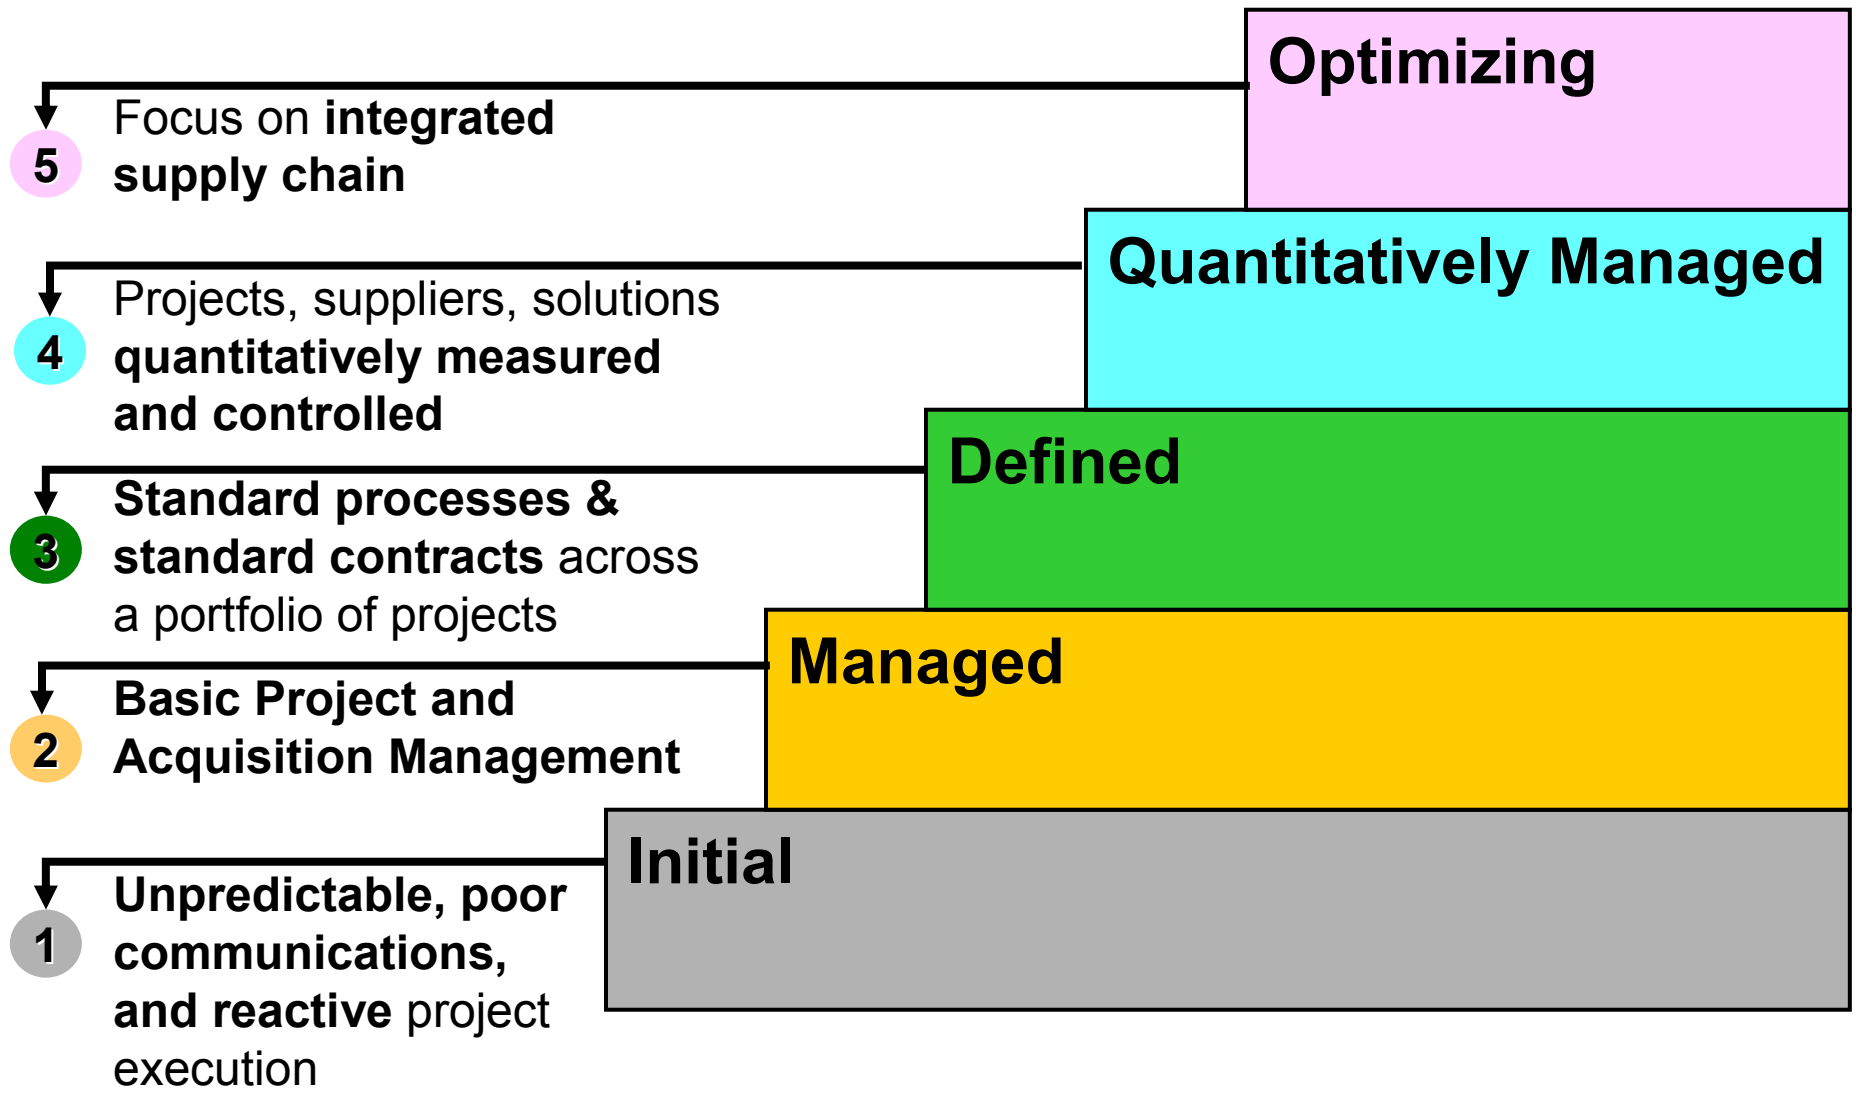 Optimizing
5
Focus on integrated
supply chain
Quantitatively Managed
4
Projects, suppliers, solutions
quantitatively measured
and controlled
Defined
3
Standard processes &
standard contracts across
a portfolio of projects
Managed
2
Basic Project and
Acquisition Management
Initial
1
Unpredictable, poor
communications,
and reactive project
execution